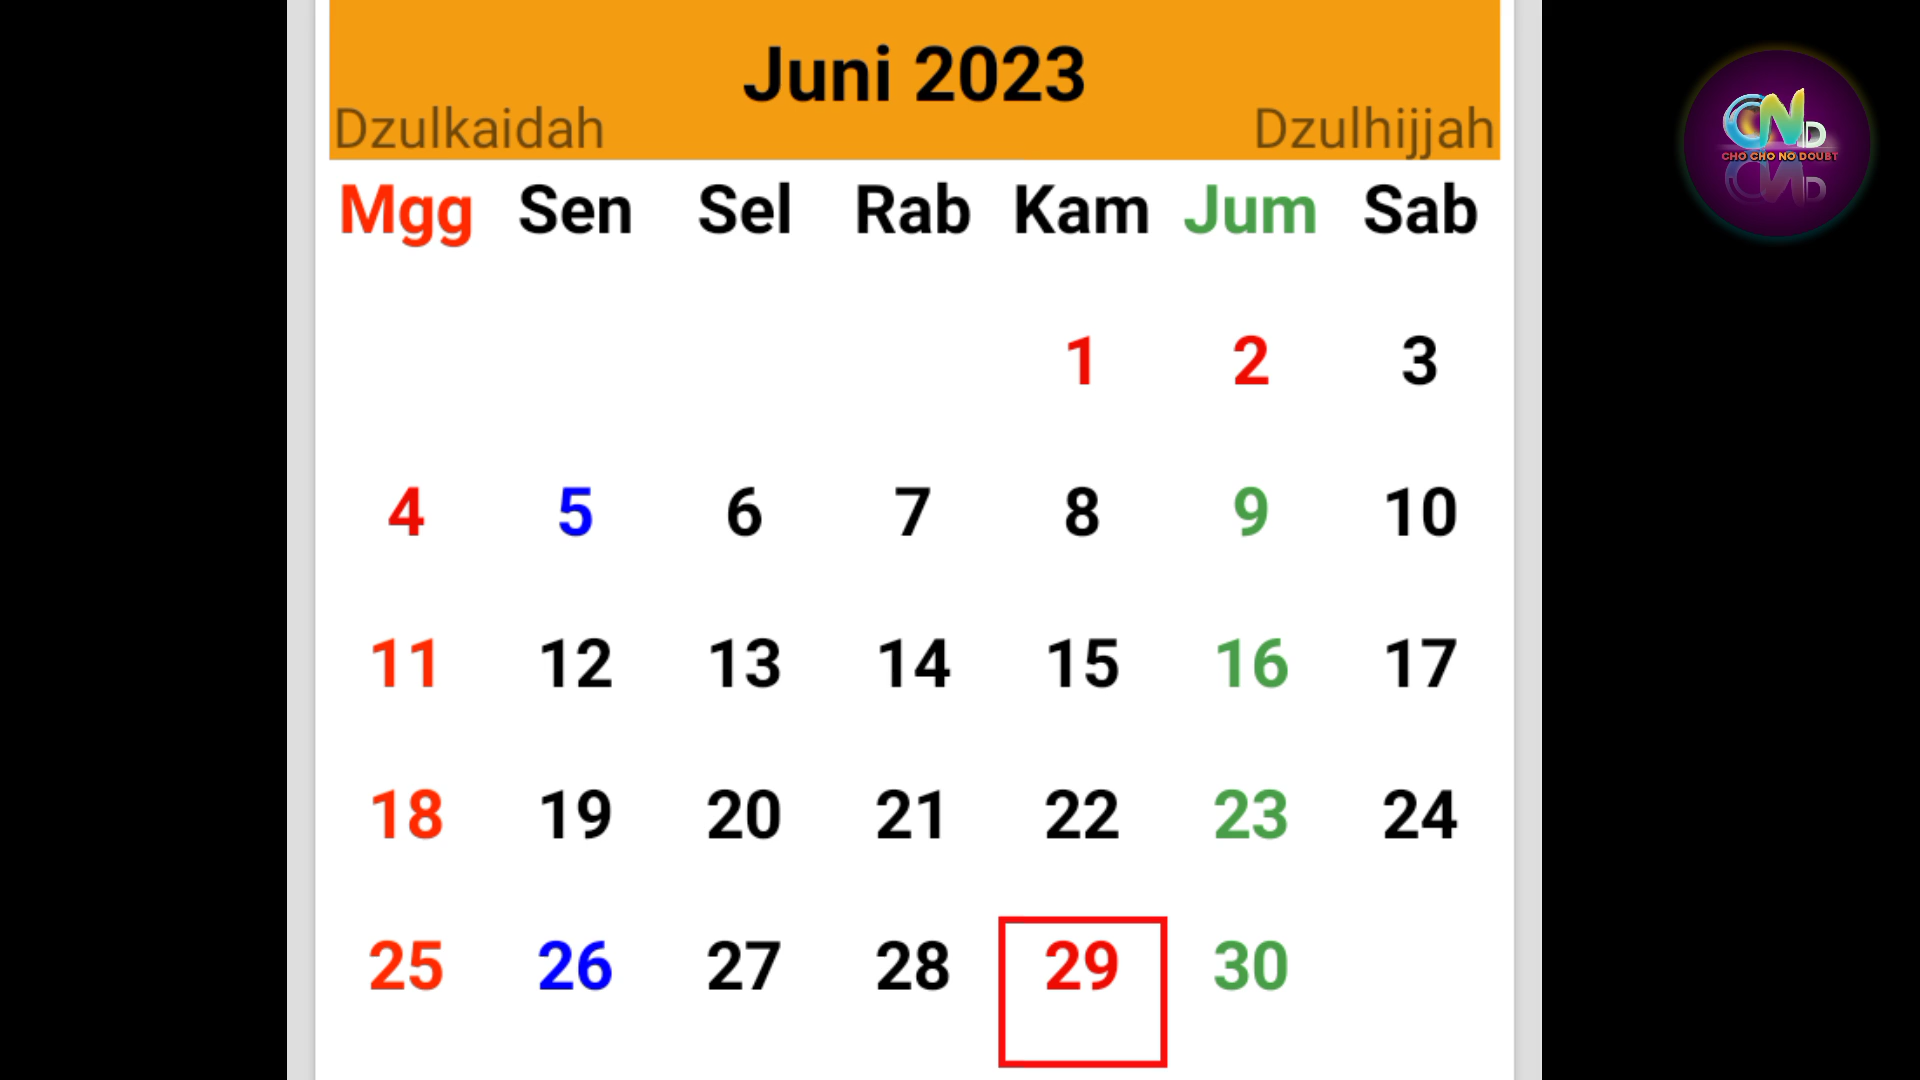 Juni 2023
Dzulkaidah Dzulhijjah
Mgg Sen Sel Rab Kam Jum Sab
1 2 3
4 5 6 7 8 9 10
11 12 13 14 15 16 17
18 19 20 21 22 23 24
25 26 27 28 29 30
CND
CHO CHO NO DOUBT